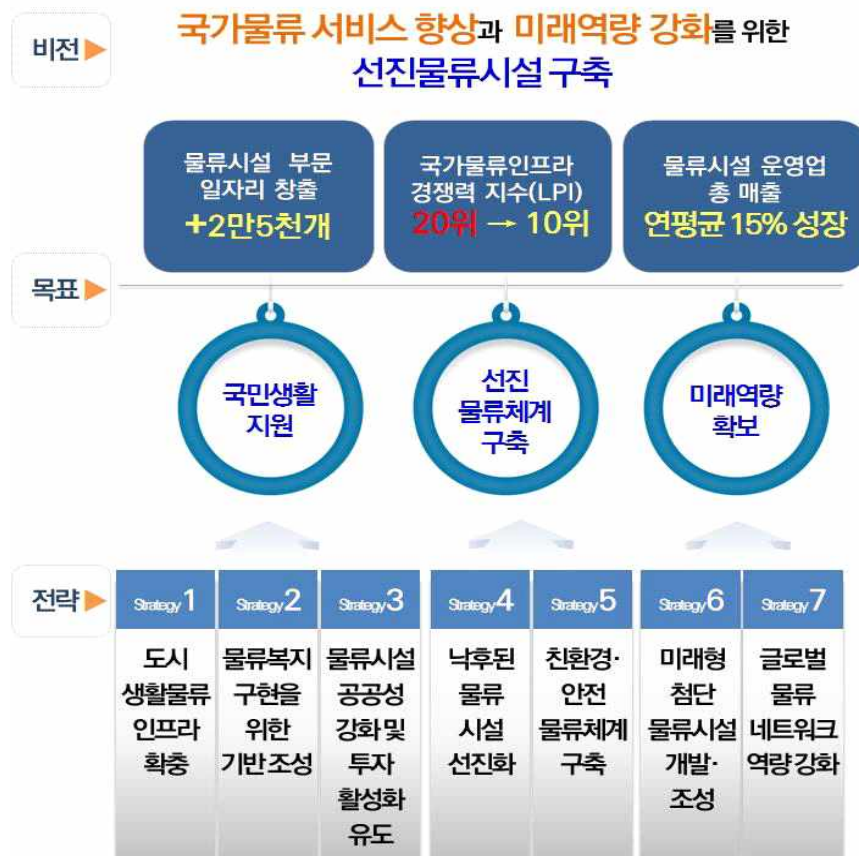 비전▶
국가물류 서비스 향상과 미래역량 강화를 위한
선진물류시설 구축
물류시설 부문
일자리 창출
+2만5천개
국가물류인프라
경쟁력 지수(LPI)
20위 → 10위
물류시설 운영업
총 매출
연평균 15% 성장
목표▶
국민생활
지원
선진
물류체계
구축
미래역량
확보
전략▶
Strategy 1
도시
생활물류
인프라
확충
Strategy 2
물류복지
구현을
위한
기반 조성
Strategy 3
물류시설
공공성
강화 및
투자
활성화
유도
Strategy 4
낙후된
물류
시설
선진화
Strategy 5
친환경·
안전
물류체계
구축
Strategy 6
미래형
첨단
물류시설
개발·
조성
Strategy 7
글로벌
물류
네트워크
역량 강화